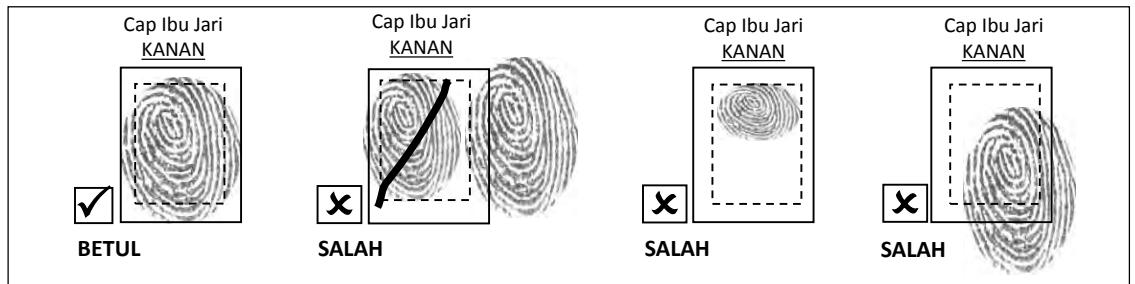 Cap Ibu Jari
KANAN
BETUL
Cap Ibu Jari
KANAN
SALAH
Cap Ibu Jari
KANAN
SALAH
Cap Ibu Jari
KANAN
SALAH